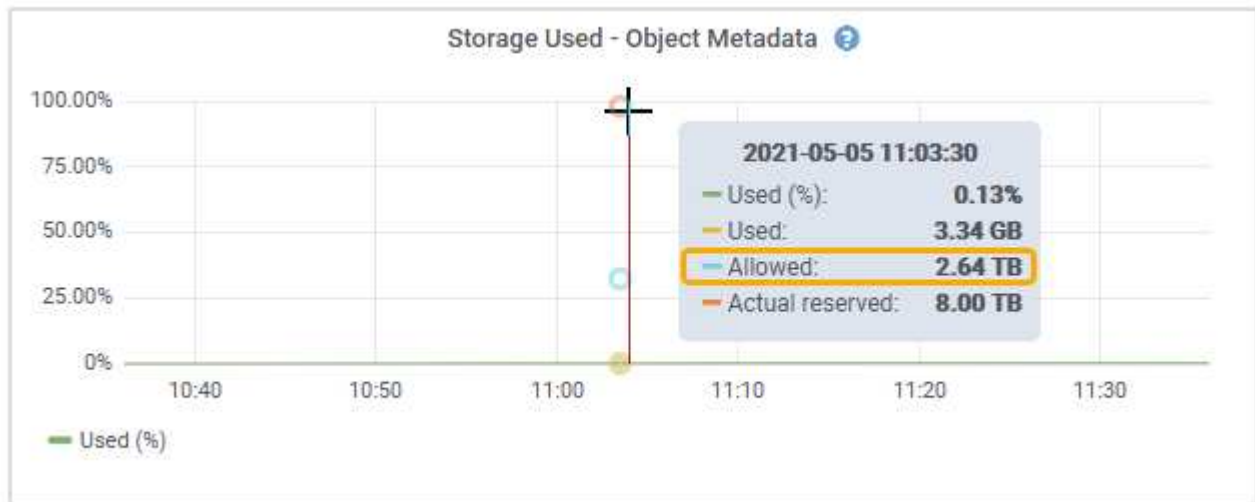 Storage Used - Object Metadata ?
100.00%
75.00%
50.00%
25.00%
0%
2021-05-05 11:03:30
Used (%): 0.13%
Used: 3.34 GB
Allowed: 2.64 TB
Actual reserved: 8.00 TB
10:40 10:50 11:00 11:10 11:20 11:30
Used (%)